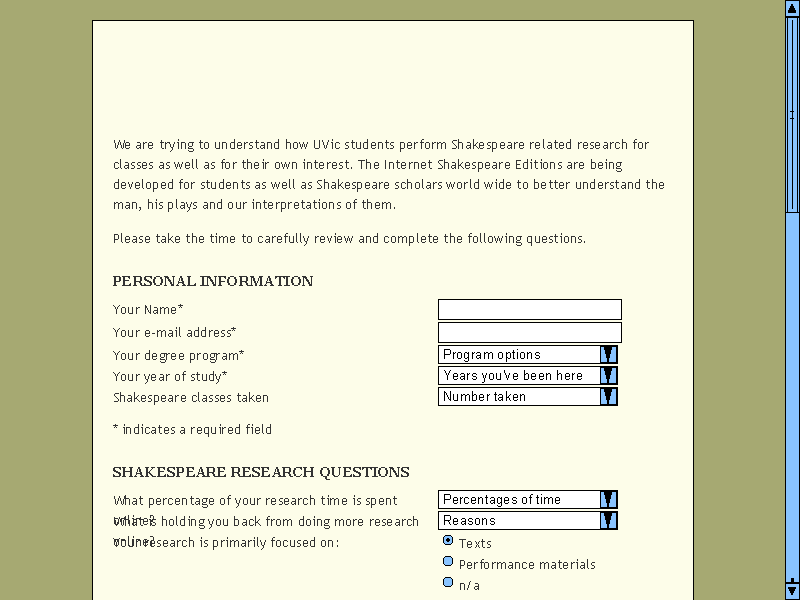 We are trying to understand how UVic students perform Shakespeare related research for
classes as well as for their own interest. The Internet Shakespeare Editions are being
developed for students as well as Shakespeare scholars world wide to better understand the
man, his plays and our interpretations of them.
Please take the time to carefully review and complete the following questions.
PERSONAL INFORMATION
Your Name*
Your e-mail address*
Your degree program* Program options
Your year of study* Years you've been here
Shakespeare classes taken Number taken
* indicates a required field
SHAKESPEARE RESEARCH QUESTIONS
What percentage of your research time is spent Percentages of time
online?
What is holding you back from doing more research Reasons
online?
Your research is primarily focused on: Texts
Performance materials
n/a